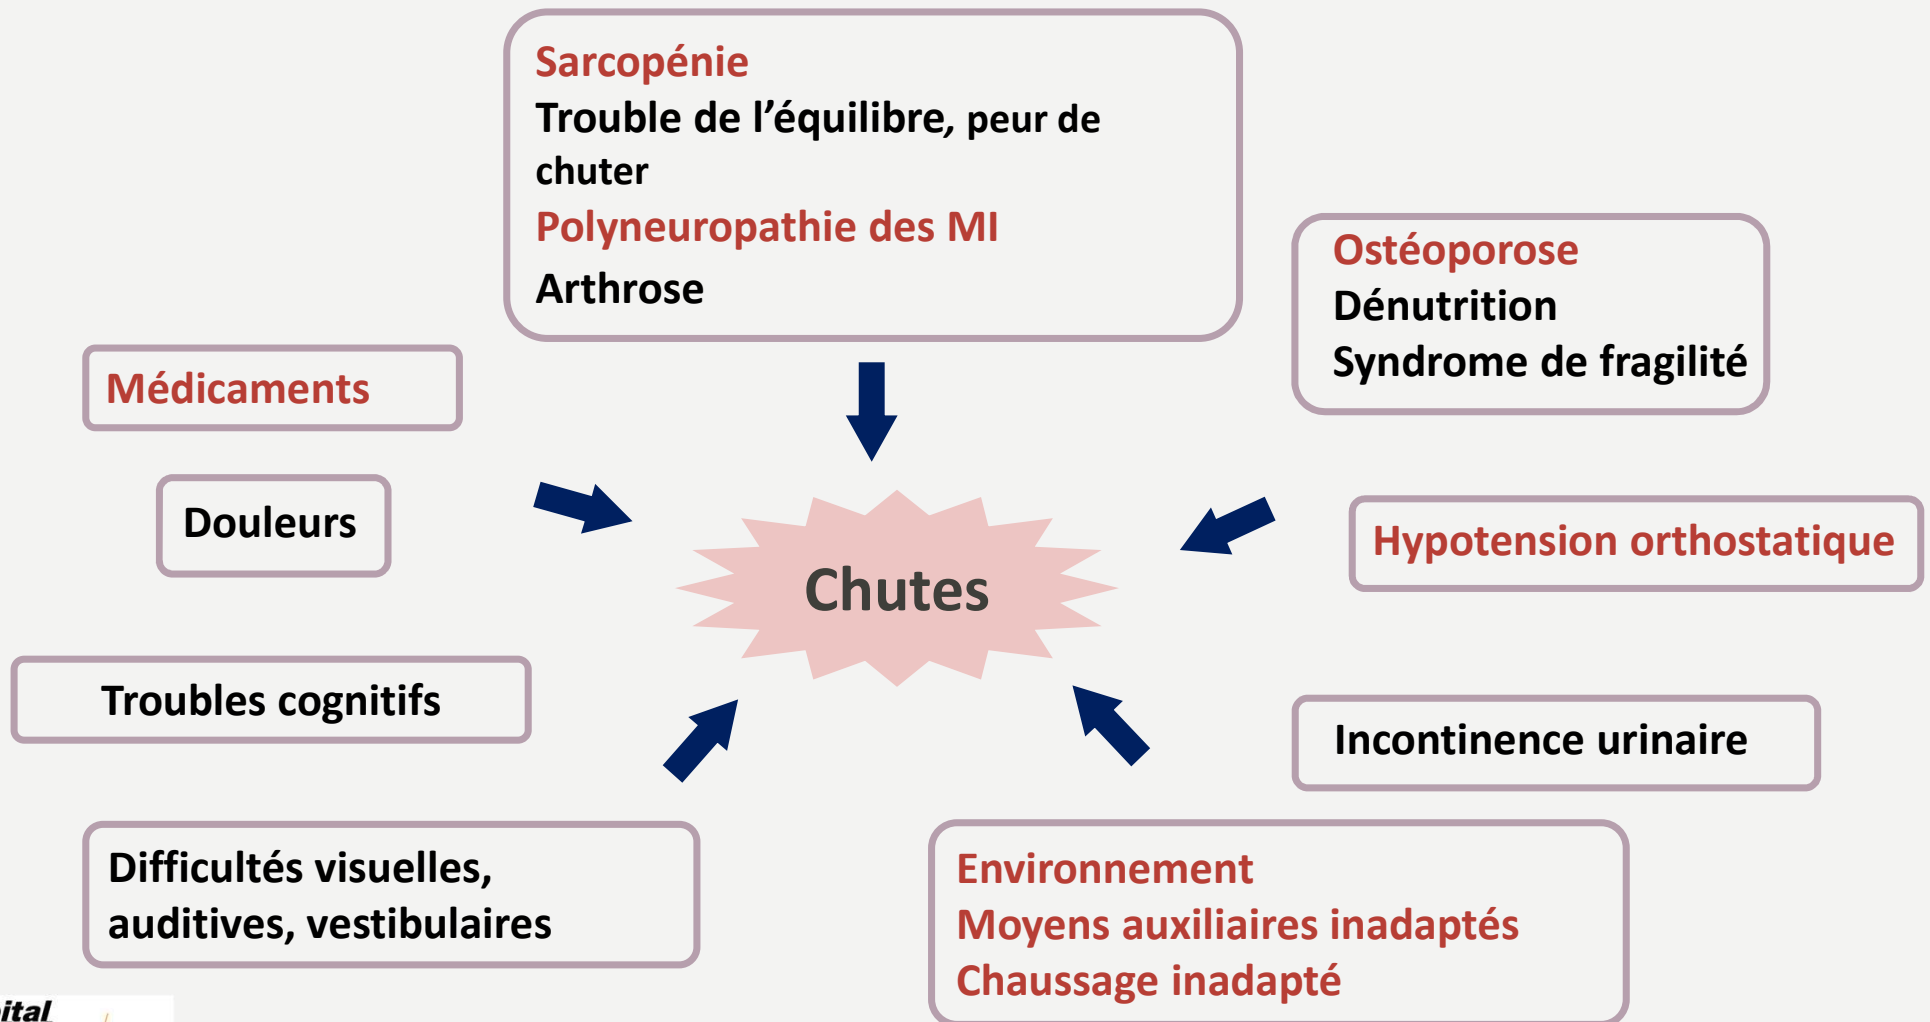 Sarcopénie
Trouble de l’équilibre, peur de
chuter
Polyneuropathie des MI
Arthrose
Ostéoporose
Dénutrition
Syndrome de fragilité
Médicaments
Douleurs
Hypotension orthostatique
Chutes
Troubles cognitifs
Incontinence urinaire
Difficultés visuelles,
auditives, vestibulaires
Environnement
Moyens auxiliaires inadaptés
Chaussage inadapté